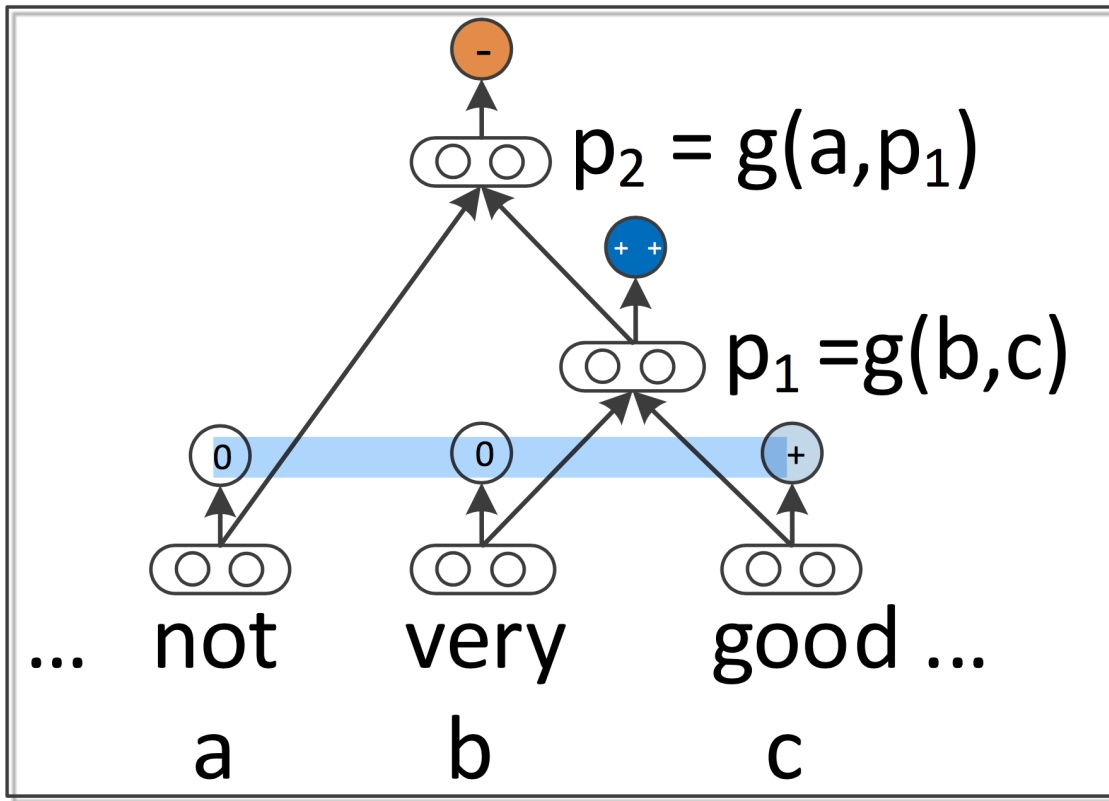 -
p₂ = g(a,p₁)
+ +
p₁ =g(b,c)
0 0 +
... not very good ...
a b c